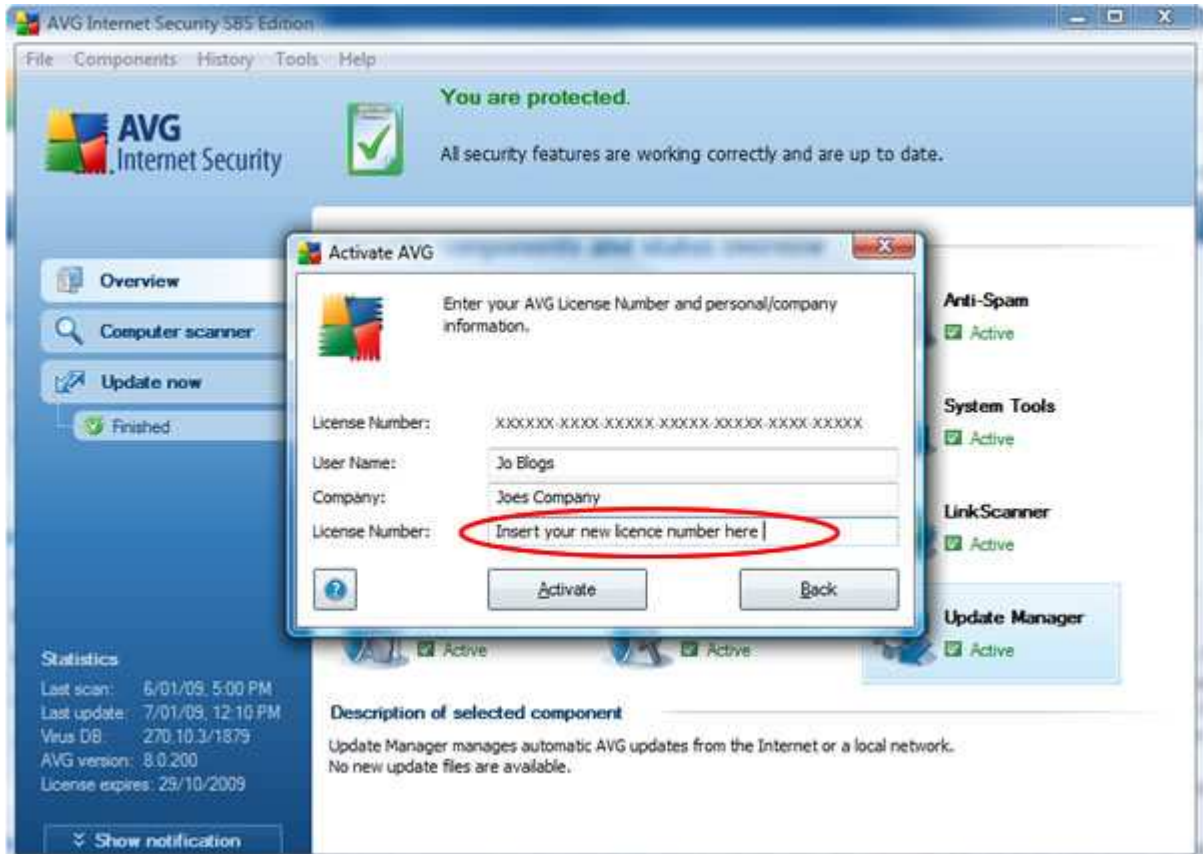 AVG Internet Security SBS Edition
File Components History Tools Help
AVG
Internet Security
You are protected.
All security features are working correctly and are up to date.
Overview
Computer scanner
Update now
Finished
Activate AVG
Enter your AVG License Number and personal/company
information.
License Number: XXXXXX-XXXX-XXXXX-XXXXX-XXXXX-XXXX-XXXXX
User Name: Jo Blogs
Company: Joes Company
License Number: Insert your new licence number here
?
Activate Back
Anti-Spam
Active
System Tools
Active
LinkScanner
Active
Update Manager
Active Active Active
Statistics
Last scan: 6/01/09, 5:00 PM
Last update: 7/01/09, 12:10 PM
Virus DB: 270.10.3/1879
AVG version: 8.0.200
License expires: 29/10/2009
Show notification
Description of selected component
Update Manager manages automatic AVG updates from the Internet or a local network.
No new update files are available.